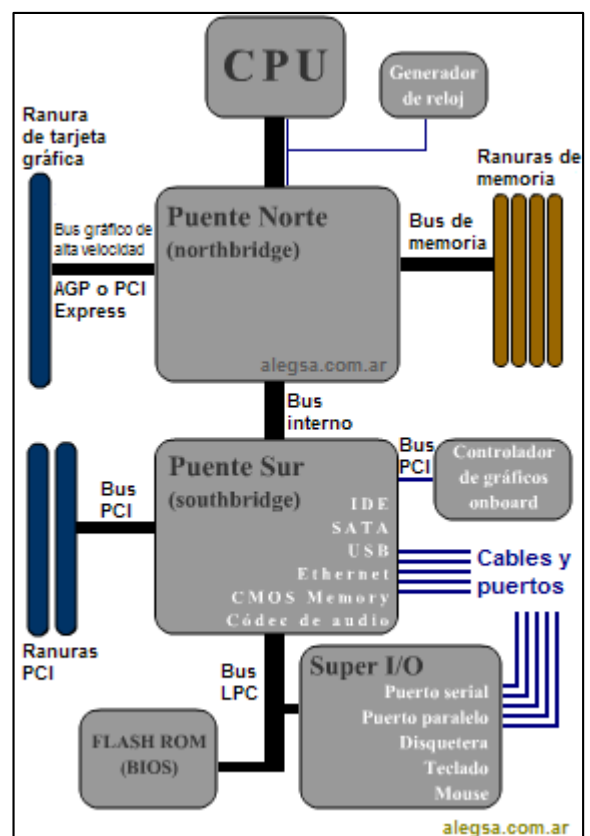 CPU
Generador
de reloj
Ranura
de tarjeta
gráfica
Ranuras de
memoria
Bus gráfico de
alta velocidad
AGP o PCI
Express
Puente Norte
(northbridge)
alegsa.com.ar
Bus de
memoria
Bus
interno
Puente Sur
(southbridge)
IDE
SATA
USB
Ethernet
CMOS Memory
Códec de audio
Bus
PCI
Controlador
de gráficos
onboard
Bus
PCI
Cables y
puertos
Ranuras
PCI
Bus
LPC
Super I/O
Puerto serial
Puerto paralelo
Disquetera
Teclado
Mouse
FLASH ROM
(BIOS)
alegsa.com.ar